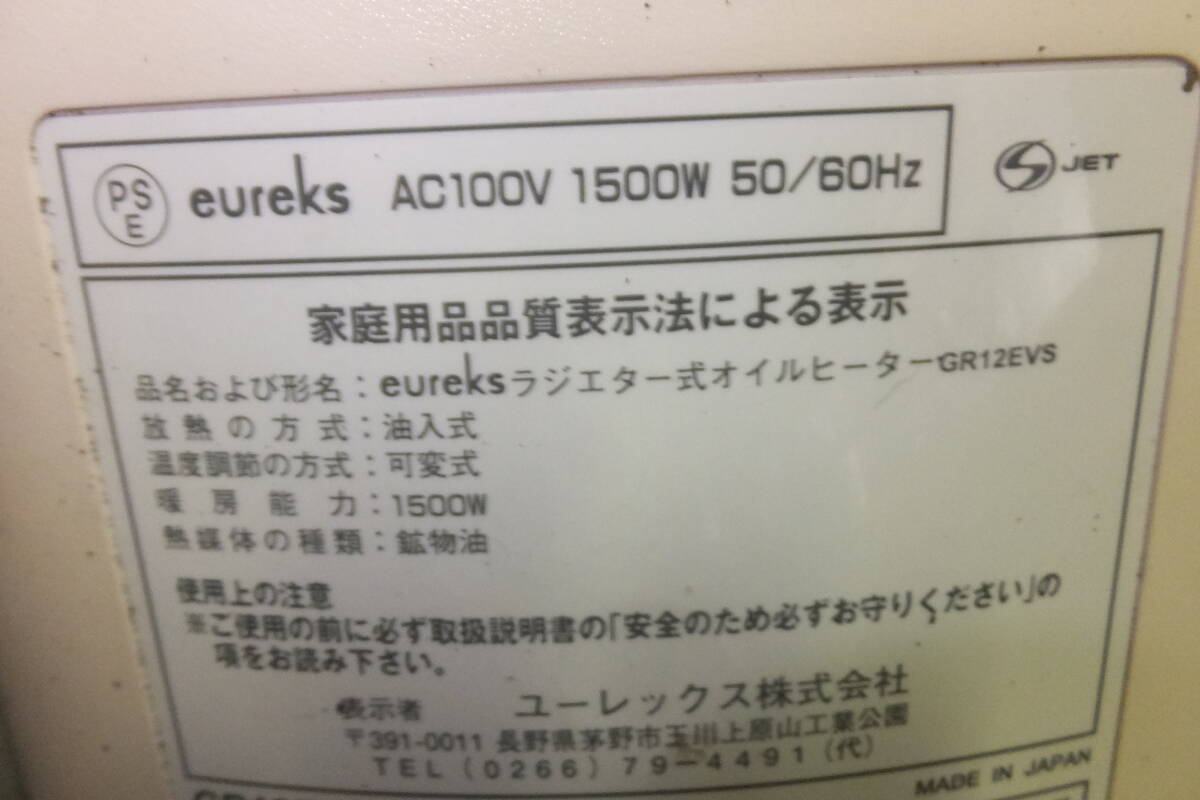 PS
E
eureks AC100V 1500W 50/60Hz
S JET
家庭用品品質表示法による表示
品名および形名：eureksラジエター式オイルヒーターGR12EVS
放熱の方式：油入式
温度調節の方式：可変式
暖房能力：1500W
熱媒体の種類：鉱物油
使用上の注意
※ご使用の前に必ず取扱説明書の「安全のため必ずお守りください」の
項をお読み下さい。
表示者 ユーレックス株式会社
〒391-0011 長野県茅野市玉川上原山工業公園
TEL（0266）79－4491（代）
MADE IN JAPAN